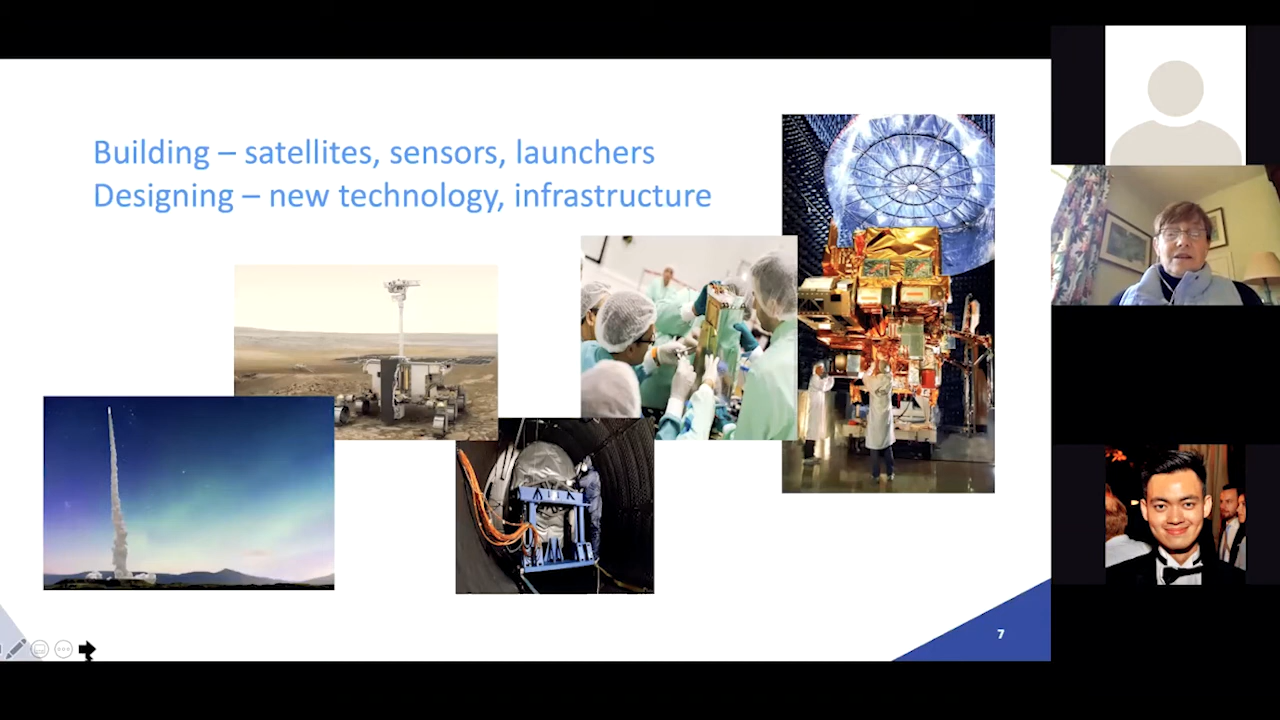 Building – satellites, sensors, launchers
Designing – new technology, infrastructure
7